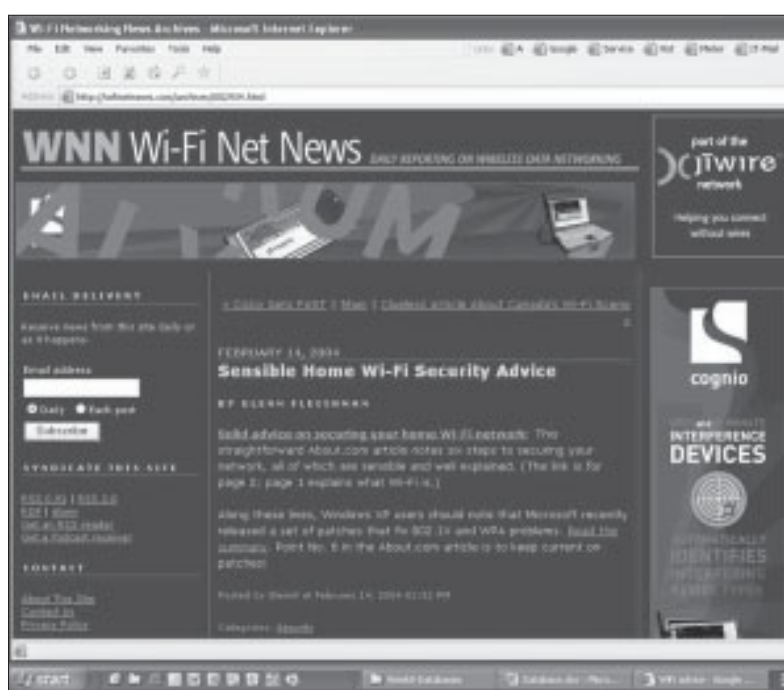 Wi-Fi Networking News Archives - Microsoft Internet Explorer
File Edit View Favorites Tools Help
Google Service
WNN Wi-Fi Net News DAILY REPORTING ON WIRELESS DATA NETWORKING
part of the
JiWire
network
Helping you connect
without wires
EMAIL DELIVERY
Receive news from this site daily or
as it happens.
Email address
Daily Each post
Subscribe
SYNDICATE THIS SITE
RSS 0.91 | RSS 2.0
RDF | Atom
Get an RSS reader
Get a Podcast receiver
CONTACT
About This Site
Contact Us
Privacy Policy
« Cisco Gets FAST | Main | Clueless Article About Canada's Wi-Fi Scene
»
FEBRUARY 14, 2004
Sensible Home Wi-Fi Security Advice
BY GLENN FLEISHMAN
Solid advice on securing your home Wi-Fi network: This
straightforward About.com article notes six steps to securing your
network, all of which are sensible and well explained. (The link is for
page 2; page 1 explains what Wi-Fi is.)
Along these lines, Windows XP users should note that Microsoft recently
released a set of patches that fix 802.1X and WPA problems. Read the
summary. Point No. 6 in the About.com article is to keep current on
patches!
Posted by Glenn at February 14, 2004
Categories:
cognio
INTERFERENCE
DEVICES
AUTOMATICALLY
IDENTIFIES
INTERFERING
start